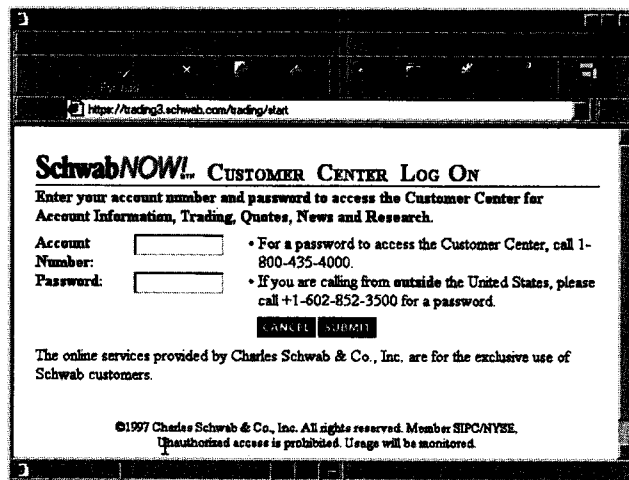 https://trading3.schwab.com/trading/start
SchwabNOW!™ CUSTOMER CENTER LOG ON
Enter your account number and password to access the Customer Center for
Account Information, Trading, Quotes, News and Research.
Account
Number:
• For a password to access the Customer Center, call 1-
800-435-4000.
Password:
• If you are calling from outside the United States, please
call +1-602-852-3500 for a password.
CANCEL SUBMIT
The online services provided by Charles Schwab & Co., Inc. are for the exclusive use of
Schwab customers.
©1997 Charles Schwab & Co., Inc. All rights reserved. Member SIPC/NYSE.
Unauthorized access is prohibited. Usage will be monitored.